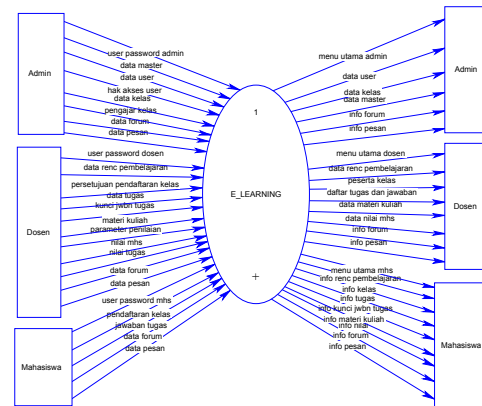 Admin
user password admin
data master
data user
hak akses user
data kelas
pengajar kelas
data forum
data pesan
Dosen
user password dosen
data renc pembelajaran
persetujuan pendaftaran kelas
data tugas
kunci jwbn tugas
materi kuliah
parameter penilaian
nilai mhs
nilai tugas
data forum
data pesan
Mahasiswa
user password mhs
pendaftaran kelas
jawaban tugas
data forum
data pesan
1
E_LEARNING
+
menu utama admin
data user
data kelas
data master
info forum
info pesan
Admin
menu utama dosen
data renc pembelajaran
peserta kelas
daftar tugas dan jawaban
data materi kuliah
data nilai mhs
info forum
info pesan
Dosen
menu utama mhs
info renc pembelajaran
info kelas
info tugas
info kunci jwbn tugas
info materi kuliah
info nilai
info forum
info pesan
Mahasiswa